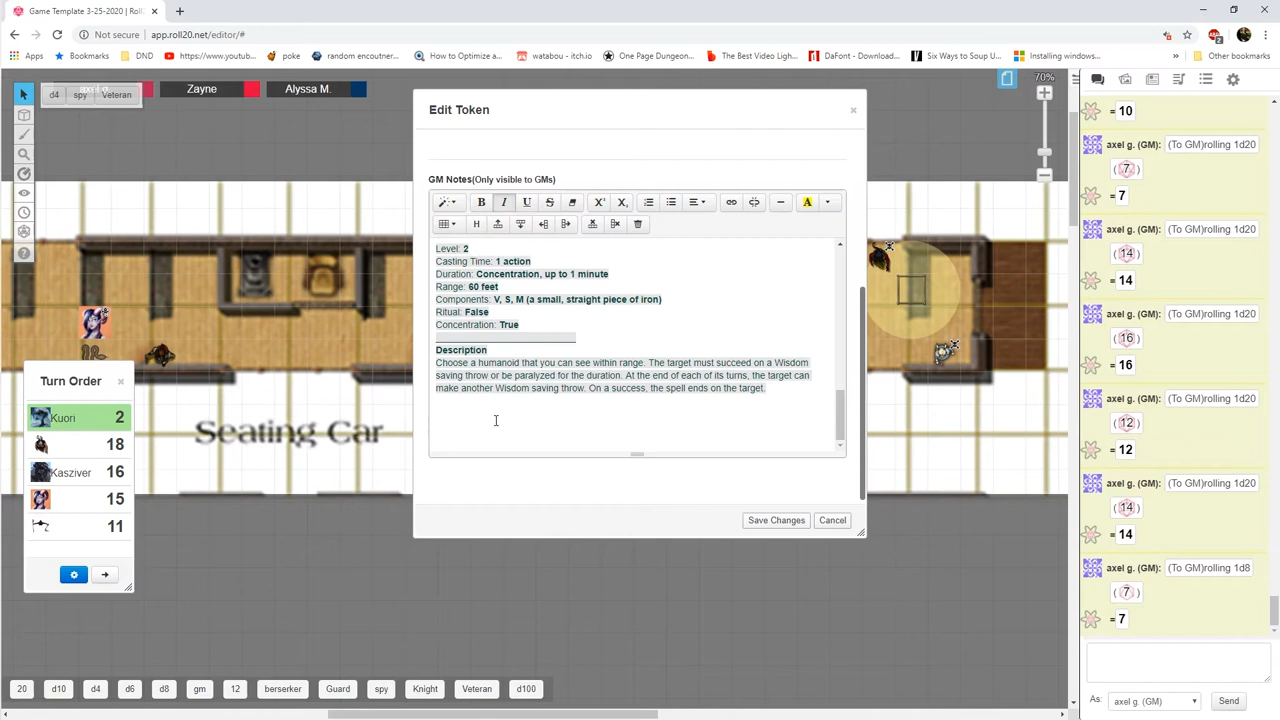 Game Template 3-25-2020 | Roll
Not secure | app.roll20.net/editor/#
Apps Bookmarks DND https://www.youtube... poke random encoutner... How to Optimize a... watabou - itch.io One Page Dungeon... The Best Video Ligh... DaFont - Download... Six Ways to Soup U... Installing windows... » Other bookmarks
Zayne Alyssa M.
d4 spy Veteran
70%
Edit Token ×
GM Notes(Only visible to GMs)
B I U S X' X, A
H
Level: 2
Casting Time: 1 action
Duration: Concentration, up to 1 minute
Range: 60 feet
Components: V, S, M (a small, straight piece of iron)
Ritual: False
Concentration: True
Description
Choose a humanoid that you can see within range. The target must succeed on a Wisdom
saving throw or be paralyzed for the duration. At the end of each of its turns, the target can
make another Wisdom saving throw. On a success, the spell ends on the target.
Save Changes Cancel
Turn Order ×
Kuori 2
18
Kasziver 16
15
11
Seating Car
= 10
axel g. (GM): (To GM)rolling 1d20
( 7 )
= 7
axel g. (GM): (To GM)rolling 1d20
( 14 )
= 14
axel g. (GM): (To GM)rolling 1d20
( 16 )
= 16
axel g. (GM): (To GM)rolling 1d20
( 12 )
= 12
axel g. (GM): (To GM)rolling 1d20
( 14 )
= 14
axel g. (GM): (To GM)rolling 1d8
( 7 )
= 7
As: axel g. (GM) Send
20 d10 d4 d6 d8 gm 12 berserker Guard spy Knight Veteran d100